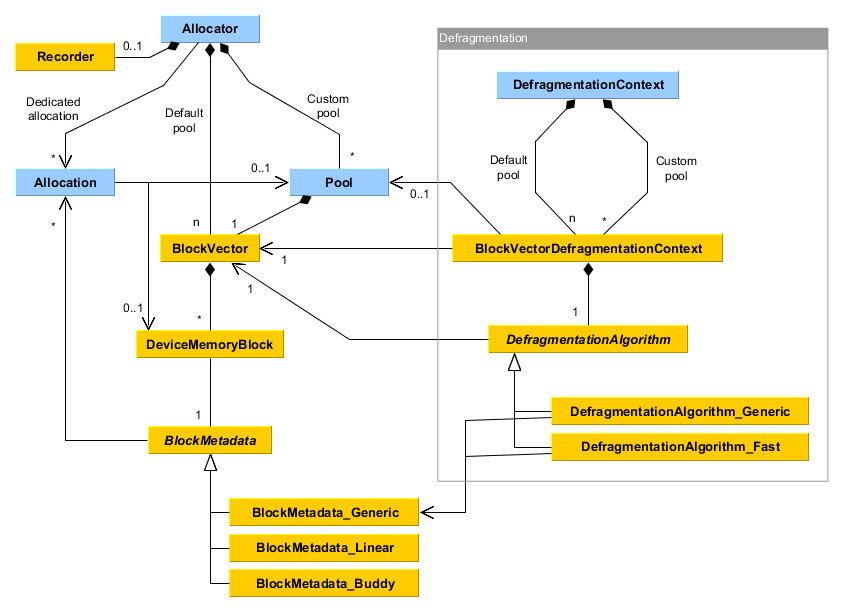 Allocator
0..1
Recorder
Defragmentation
DefragmentationContext
Dedicated
allocation
Default
pool
Custom
pool
*
*
Default
pool
Custom
pool
0..1
Allocation
Pool
0..1
*
n
1
n
*
BlockVector
1
BlockVectorDefragmentationContext
1
0..1
*
1
DeviceMemoryBlock
DefragmentationAlgorithm
1
BlockMetadata
DefragmentationAlgorithm_Generic
DefragmentationAlgorithm_Fast
BlockMetadata_Generic
BlockMetadata_Linear
BlockMetadata_Buddy